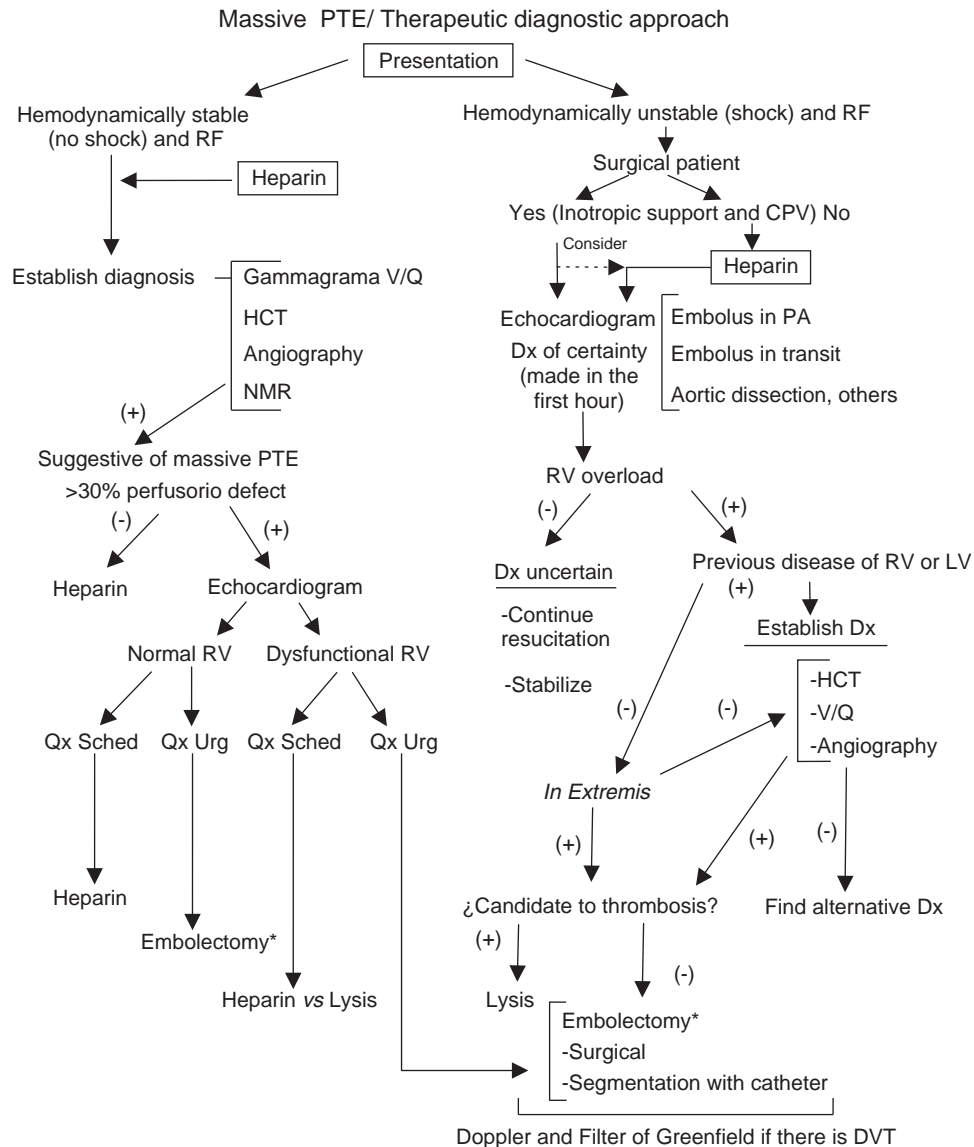 Massive PTE/ Therapeutic diagnostic approach
Presentation
Hemodynamically stable
(no shock) and RF
Heparin
Establish diagnosis
Gammagrama V/Q
HCT
Angiography
NMR
(+)
Suggestive of massive PTE
>30% perfusorio defect
(-)
(+)
Heparin
Echocardiogram
Normal RV
Dysfunctional RV
Qx Sched
Qx Urg
Qx Sched
Qx Urg
Heparin
Embolectomy*
Heparin vs Lysis
Hemodynamically unstable (shock) and RF
Surgical patient
Yes (Inotropic support and CPV) No
Consider
Heparin
Echocardiogram
Dx of certainty
(made in the
first hour)
Embolus in PA
Embolus in transit
Aortic dissection, others
RV overload
(-)
(+)
Dx uncertain
-Continue
resucitation
-Stabilize
Previous disease of RV or LV
(+)
Establish Dx
-HCT
-V/Q
-Angiography
(-)
(-)
In Extremis
(+)
(+)
(-)
¿Candidate to thrombosis?
Find alternative Dx
(+)
(-)
Lysis
Embolectomy*
-Surgical
-Segmentation with catheter
Doppler and Filter of Greenfield if there is DVT